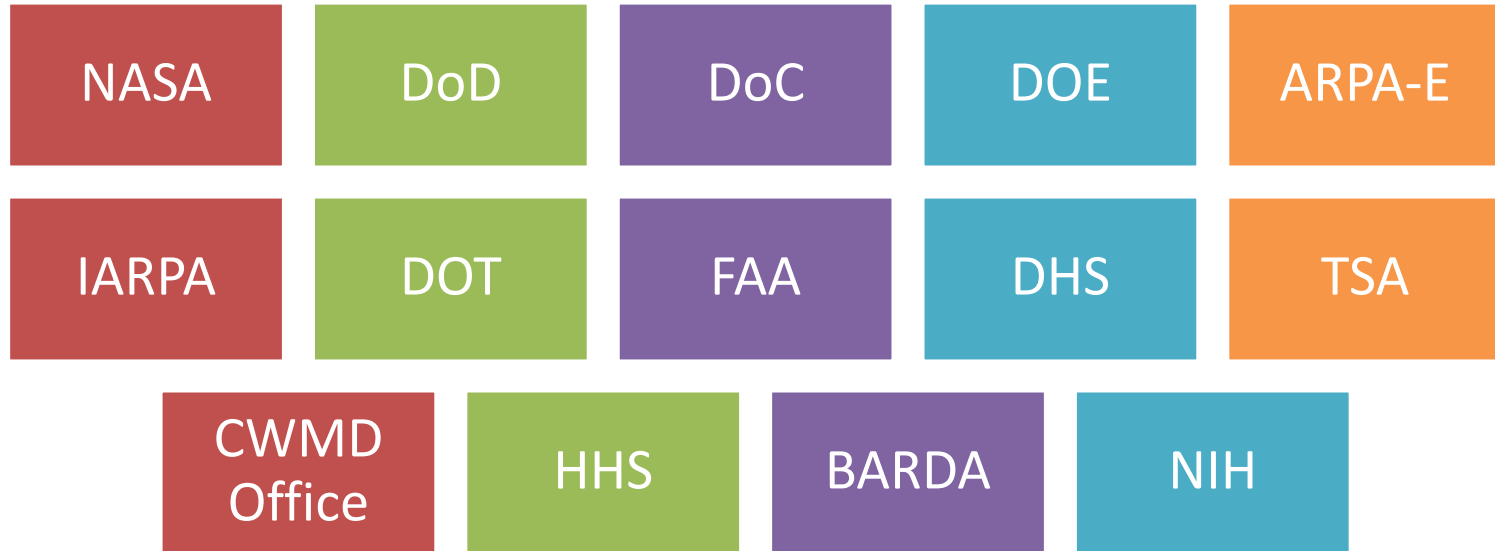 NASA
DoD
DoC
DOE
ARPA-E
IARPA
DOT
FAA
DHS
TSA
CWMD
Office
HHS
BARDA
NIH